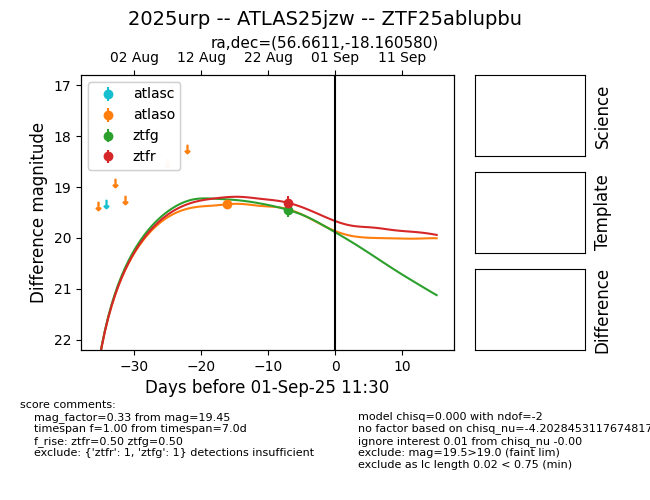 2025urp -- ATLAS25jzw -- ZTF25ablupbu
ra,dec=(56.6611,-18.160580)
02 Aug 12 Aug 22 Aug 01 Sep 11 Sep
17
18
19
20
21
22
Difference magnitude
atlasc
atlaso
ztfg
ztfr
−30 −20 −10 0 10
Days before 01-Sep-25 11:30
Science
Template
Difference
score comments:
mag_factor=0.33 from mag=19.45
timespan f=1.00 from timespan=7.0d
f_rise: ztfr=0.50 ztfg=0.50
exclude: {'ztfr': 1, 'ztfg': 1} detections insufficient
model chisq=0.000 with ndof=-2
no factor based on chisq_nu=-4.2028453117674817
ignore interest 0.01 from chisq_nu -0.00
exclude: mag=19.5>19.0 (faint lim)
exclude as lc length 0.02 < 0.75 (min)